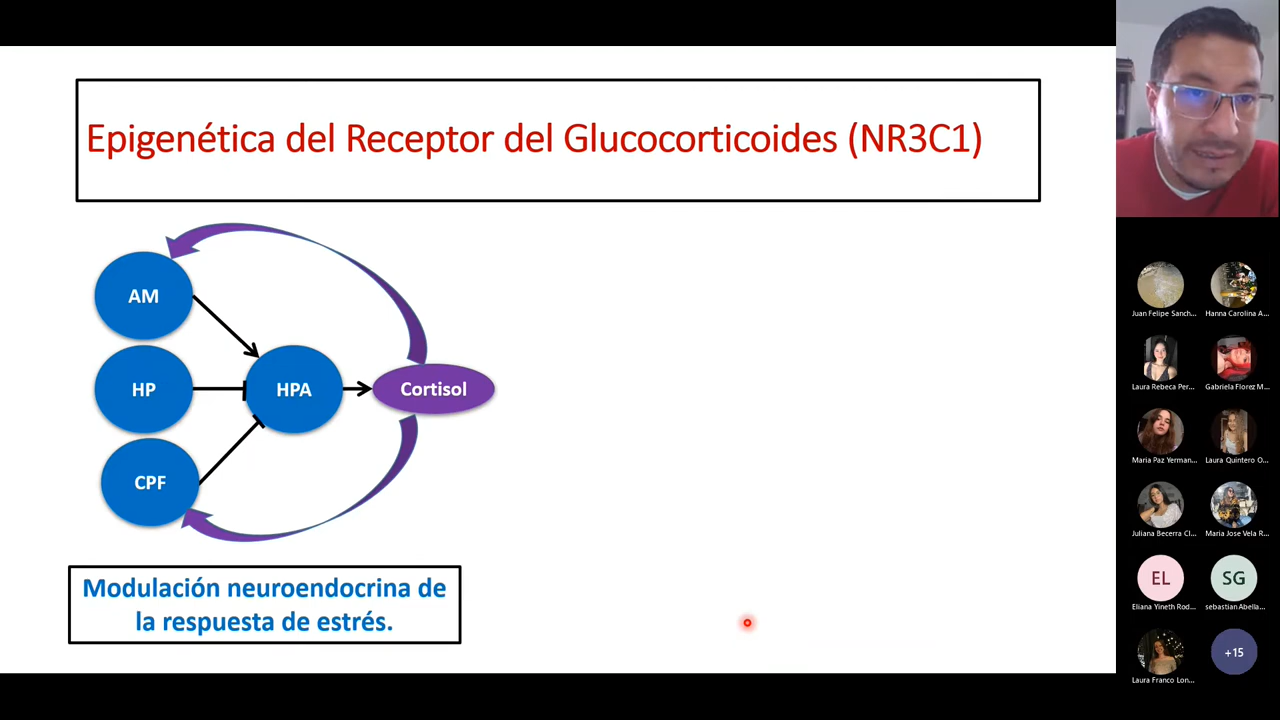 Epigenética del Receptor del Glucocorticoides (NR3C1)
AM
HP
HPA
Cortisol
CPF
Modulación neuroendocrina de
la respuesta de estrés.
Juan Felipe Sanch...
Hanna Carolina A...
Laura Rebeca Per...
Gabriela Florez M...
Maria Paz Yerman...
Laura Quintero O...
Juliana Becerra Cl...
Maria Jose Vela R...
EL
SG
Eliana Yineth Rod...
sebastian Abella...
+15
Laura Franco Lon...